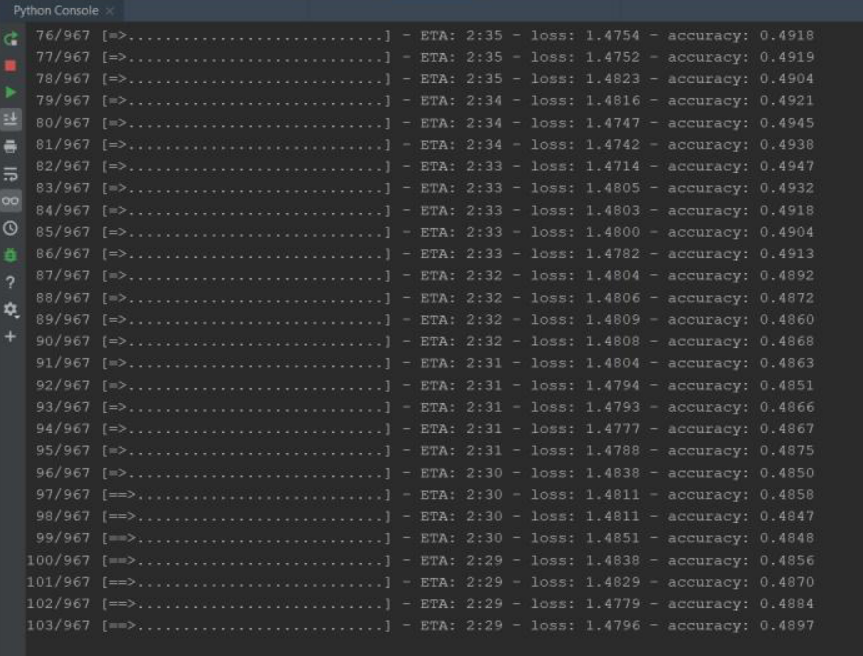 Python Console ×
76/967 [=>............................] - ETA: 2:35 - loss: 1.4754 - accuracy: 0.4918
77/967 [=>............................] - ETA: 2:35 - loss: 1.4752 - accuracy: 0.4919
78/967 [=>............................] - ETA: 2:35 - loss: 1.4823 - accuracy: 0.4904
79/967 [=>............................] - ETA: 2:34 - loss: 1.4816 - accuracy: 0.4921
80/967 [=>............................] - ETA: 2:34 - loss: 1.4747 - accuracy: 0.4945
81/967 [=>............................] - ETA: 2:34 - loss: 1.4742 - accuracy: 0.4938
82/967 [=>............................] - ETA: 2:33 - loss: 1.4714 - accuracy: 0.4947
83/967 [=>............................] - ETA: 2:33 - loss: 1.4805 - accuracy: 0.4932
84/967 [=>............................] - ETA: 2:33 - loss: 1.4803 - accuracy: 0.4918
85/967 [=>............................] - ETA: 2:33 - loss: 1.4800 - accuracy: 0.4904
86/967 [=>............................] - ETA: 2:33 - loss: 1.4782 - accuracy: 0.4913
87/967 [=>............................] - ETA: 2:32 - loss: 1.4804 - accuracy: 0.4892
88/967 [=>............................] - ETA: 2:32 - loss: 1.4806 - accuracy: 0.4872
89/967 [=>............................] - ETA: 2:32 - loss: 1.4809 - accuracy: 0.4860
90/967 [=>............................] - ETA: 2:32 - loss: 1.4808 - accuracy: 0.4868
91/967 [=>............................] - ETA: 2:31 - loss: 1.4804 - accuracy: 0.4863
92/967 [=>............................] - ETA: 2:31 - loss: 1.4794 - accuracy: 0.4851
93/967 [=>............................] - ETA: 2:31 - loss: 1.4793 - accuracy: 0.4866
94/967 [=>............................] - ETA: 2:31 - loss: 1.4777 - accuracy: 0.4867
95/967 [=>............................] - ETA: 2:31 - loss: 1.4788 - accuracy: 0.4875
96/967 [=>............................] - ETA: 2:30 - loss: 1.4838 - accuracy: 0.4850
97/967 [==>...........................] - ETA: 2:30 - loss: 1.4811 - accuracy: 0.4858
98/967 [==>...........................] - ETA: 2:30 - loss: 1.4811 - accuracy: 0.4847
99/967 [==>...........................] - ETA: 2:30 - loss: 1.4851 - accuracy: 0.4848
100/967 [==>...........................] - ETA: 2:29 - loss: 1.4838 - accuracy: 0.4856
101/967 [==>...........................] - ETA: 2:29 - loss: 1.4829 - accuracy: 0.4870
102/967 [==>...........................] - ETA: 2:29 - loss: 1.4779 - accuracy: 0.4884
103/967 [==>...........................] - ETA: 2:29 - loss: 1.4796 - accuracy: 0.4897